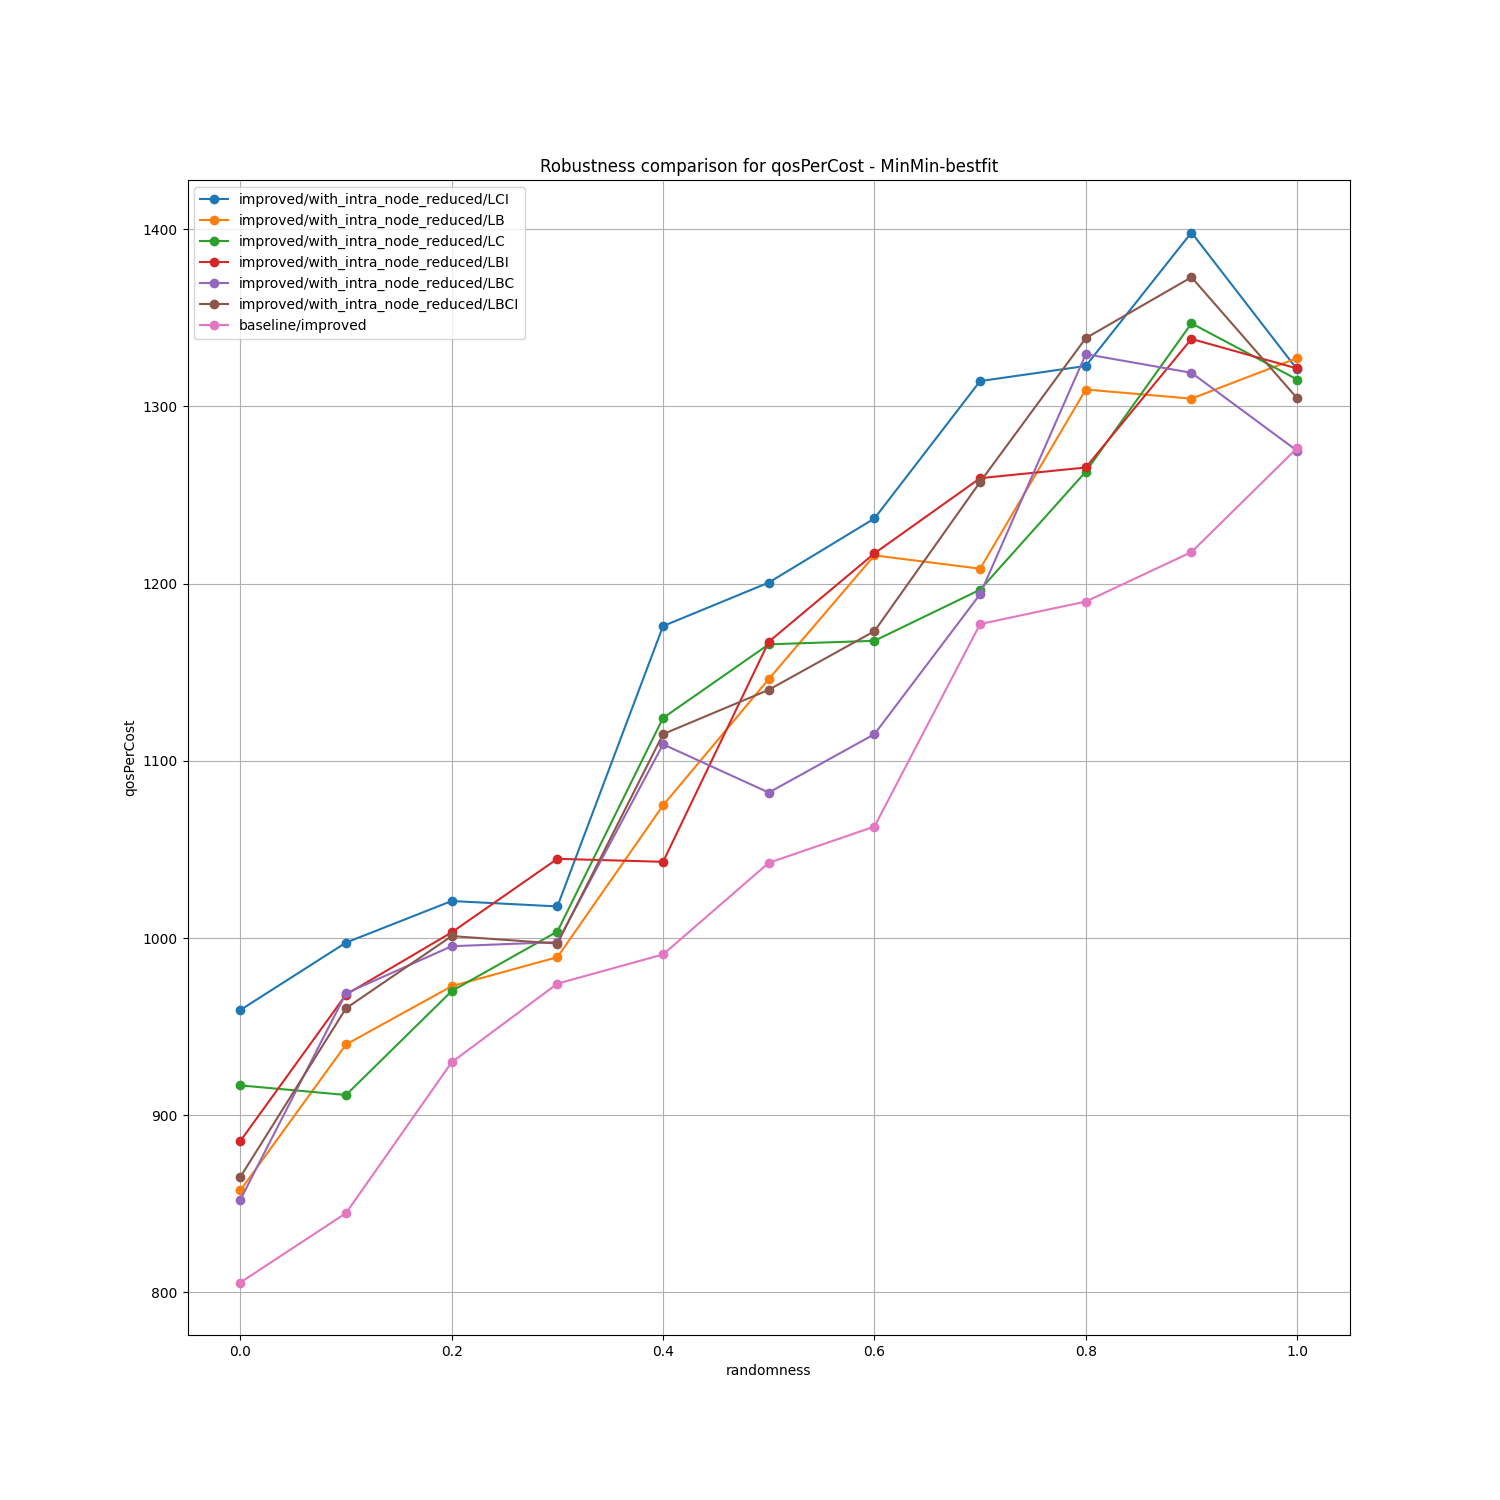 Robustness comparison for qosPerCost - MinMin-bestfit
improved/with_intra_node_reduced/LCI
improved/with_intra_node_reduced/LB
improved/with_intra_node_reduced/LC
improved/with_intra_node_reduced/LBI
improved/with_intra_node_reduced/LBC
improved/with_intra_node_reduced/LBCI
baseline/improved
1400
1300
1200
1100
1000
900
800
qosPerCost
0.0 0.2 0.4 0.6 0.8 1.0
randomness